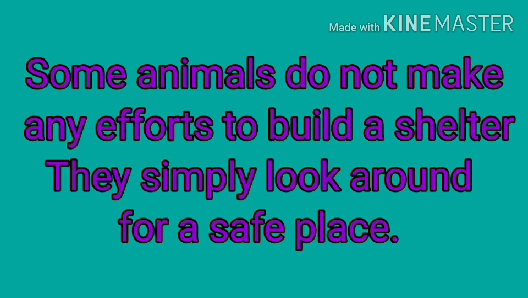 Made with KINEMASTER
Some animals do not make
any efforts to build a shelter
They simply look around
for a safe place.